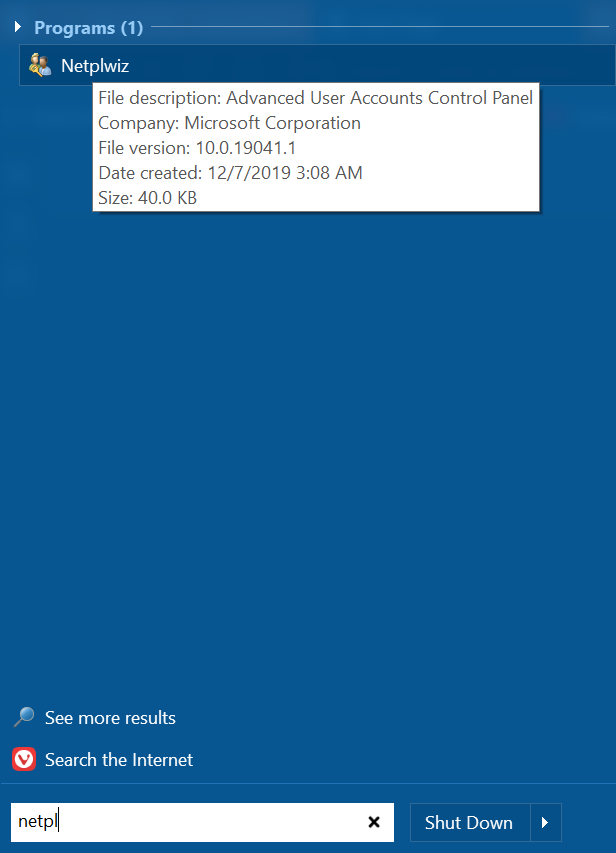 Programs (1)
Netplwiz
File description: Advanced User Accounts Control Panel
Company: Microsoft Corporation
File version: 10.0.19041.1
Date created: 12/7/2019 3:08 AM
Size: 40.0 KB
See more results
Search the Internet
netpl
Shut Down